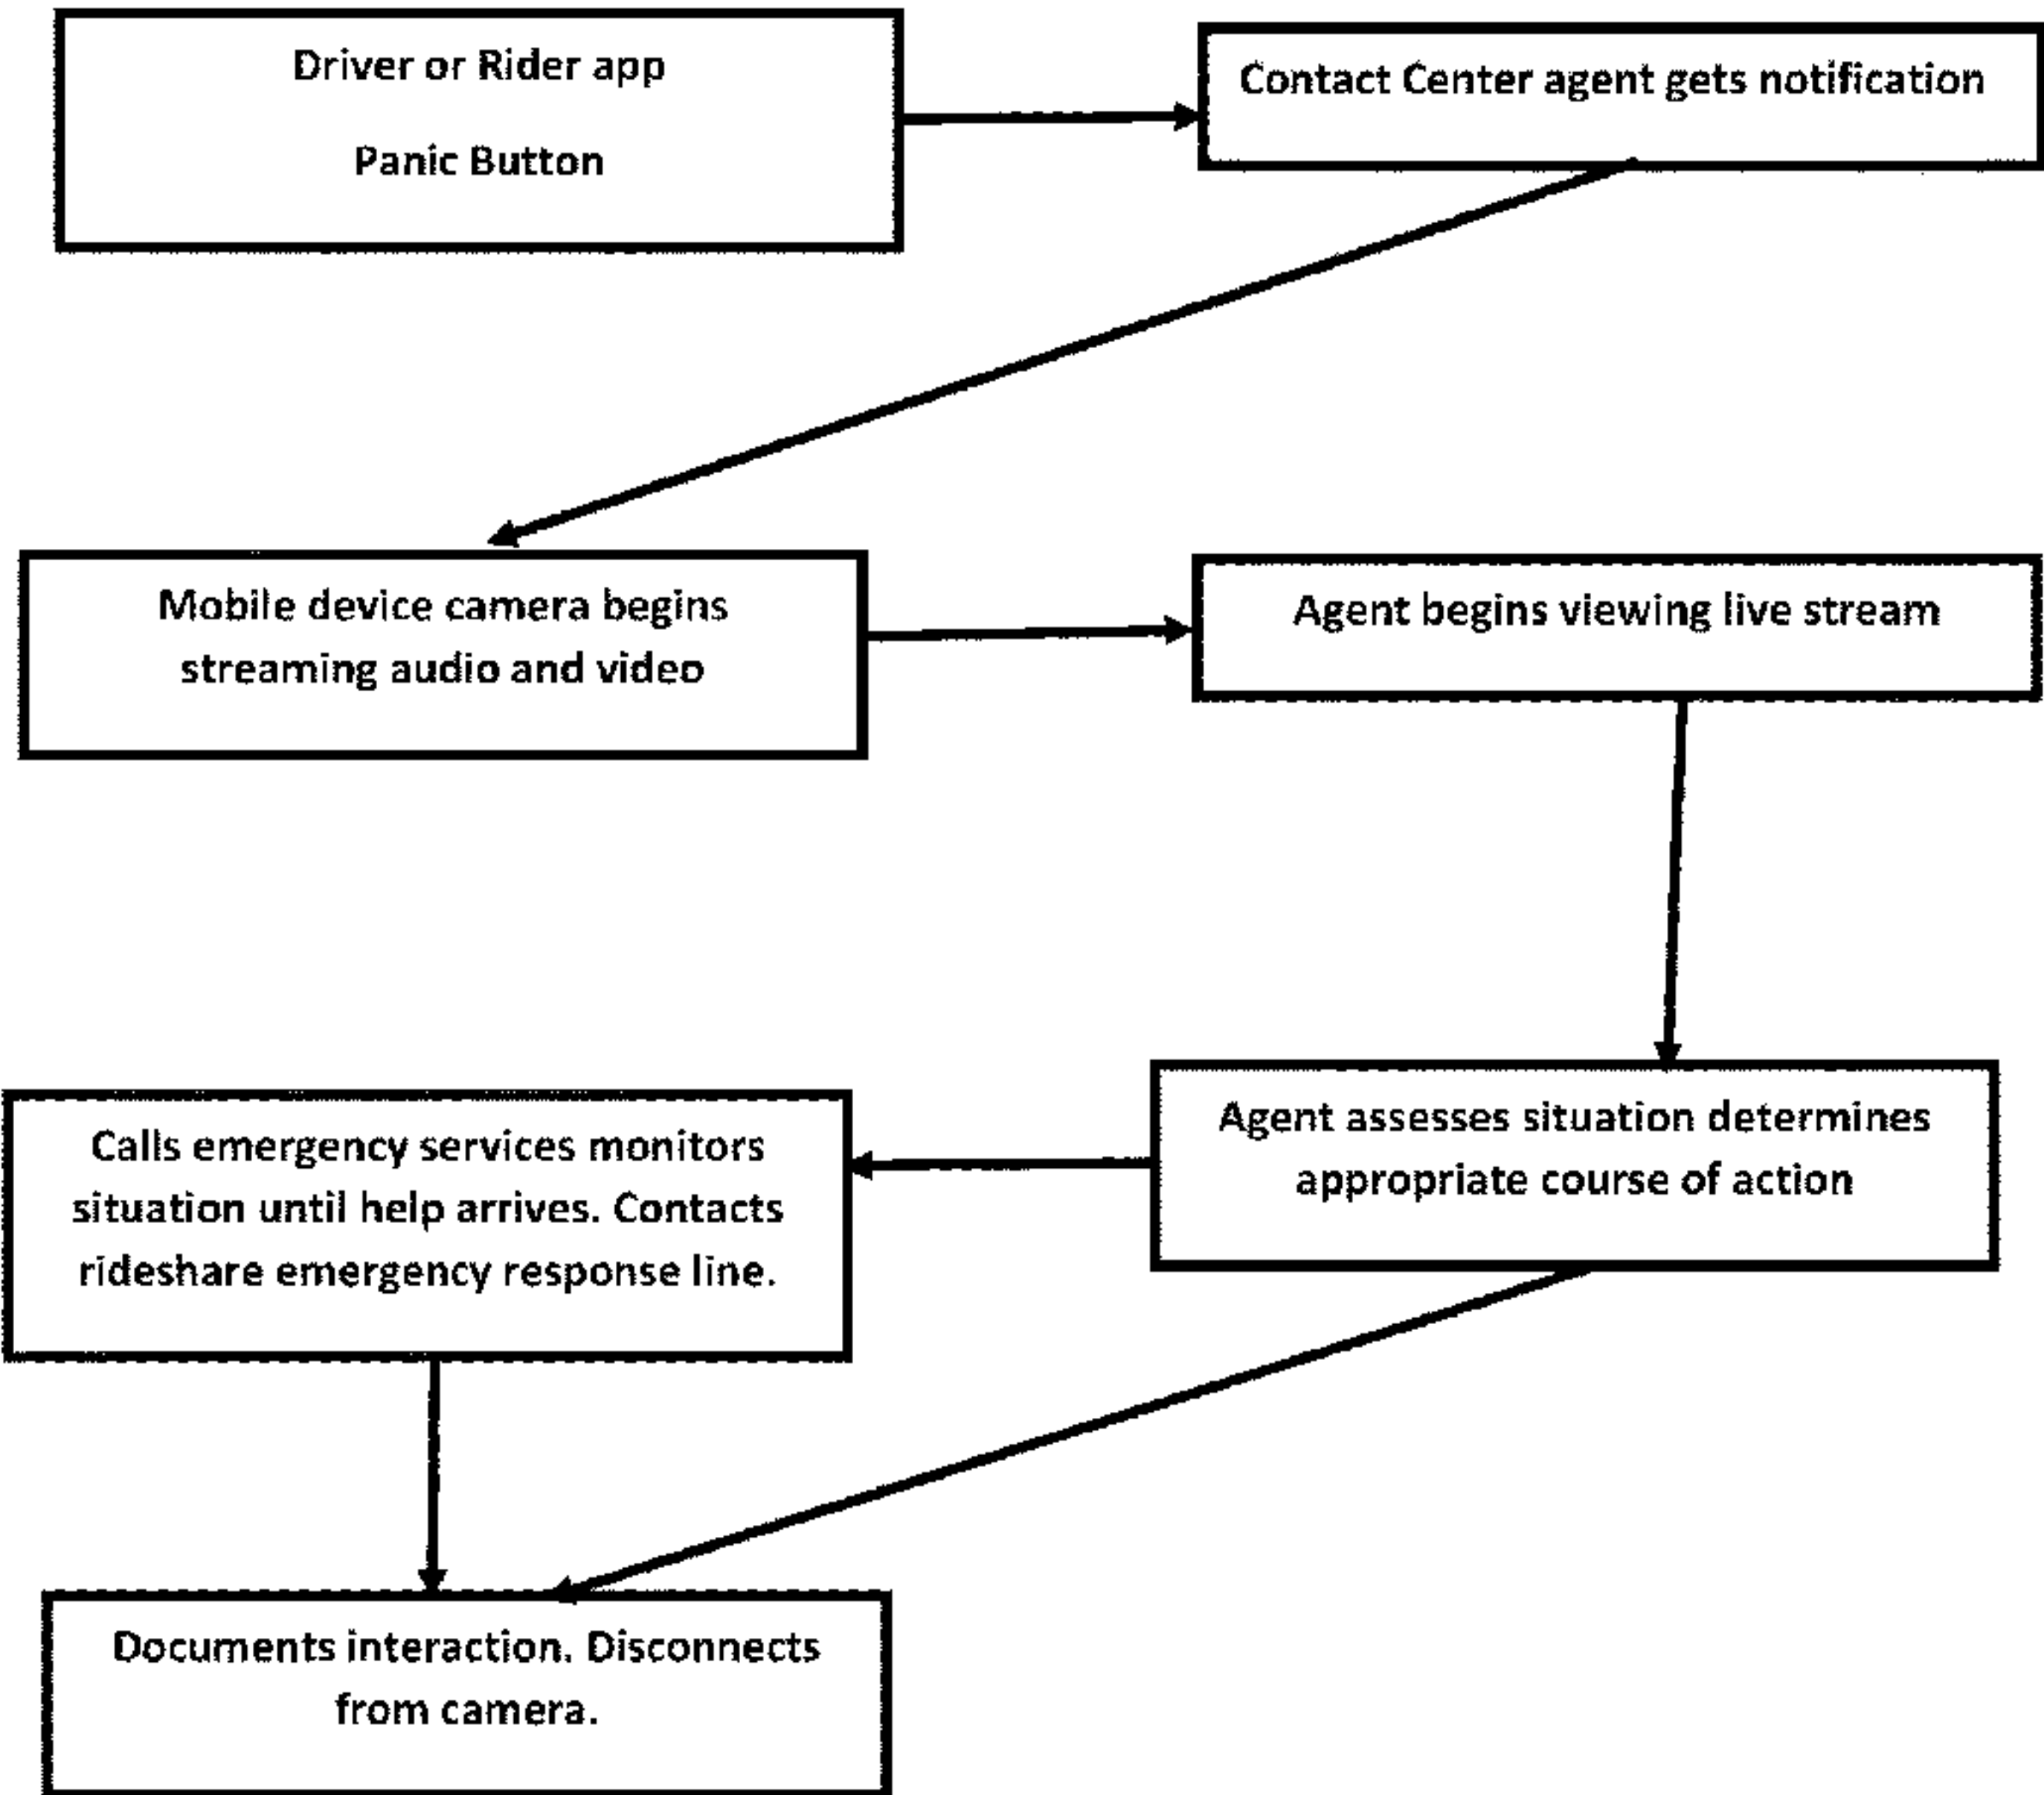 Driver or Rider app
Panic Button
Contact Center agent gets notification
Mobile device camera begins
streaming audio and video
Agent begins viewing live stream
Agent assesses situation determines
appropriate course of action
Calls emergency services monitors
situation until help arrives. Contacts
rideshare emergency response line.
Documents interaction. Disconnects
from camera.